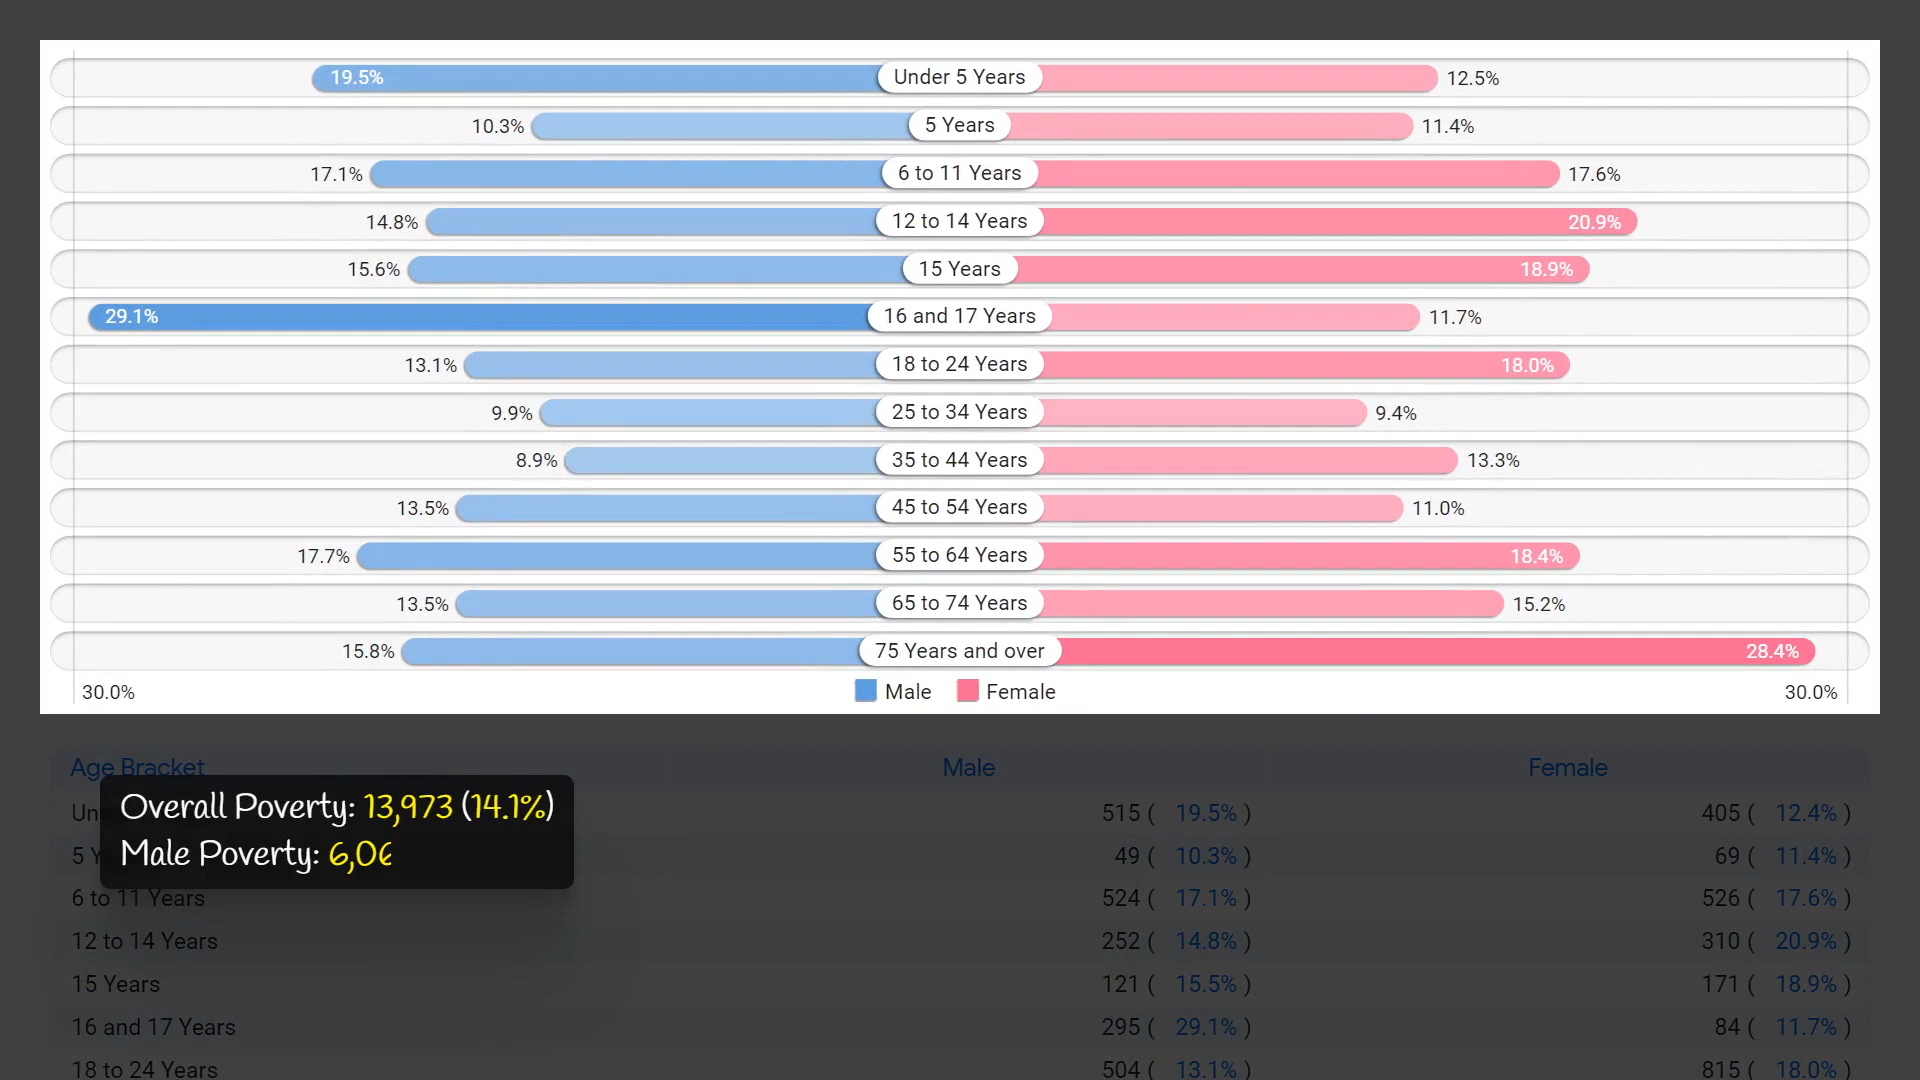 19.5% Under 5 Years 12.5%
10.3% 5 Years 11.4%
17.1% 6 to 11 Years 17.6%
14.8% 12 to 14 Years 20.9%
15.6% 15 Years 18.9%
29.1% 16 and 17 Years 11.7%
13.1% 18 to 24 Years 18.0%
9.9% 25 to 34 Years 9.4%
8.9% 35 to 44 Years 13.3%
13.5% 45 to 54 Years 11.0%
17.7% 55 to 64 Years 18.4%
13.5% 65 to 74 Years 15.2%
15.8% 75 Years and over 28.4%
30.0% Male Female 30.0%
Age Bracket Male Female
Overall Poverty: 13,973 (14.1%)
515 ( 19.5% ) 405 ( 12.4% )
Male Poverty: 6,06
49 ( 10.3% ) 69 ( 11.4% )
6 to 11 Years 524 ( 17.1% ) 526 ( 17.6% )
12 to 14 Years 252 ( 14.8% ) 310 ( 20.9% )
15 Years 121 ( 15.5% ) 171 ( 18.9% )
16 and 17 Years 295 ( 29.1% ) 84 ( 11.7% )
18 to 24 Years 504 ( 13.1% ) 815 ( 18.0% )